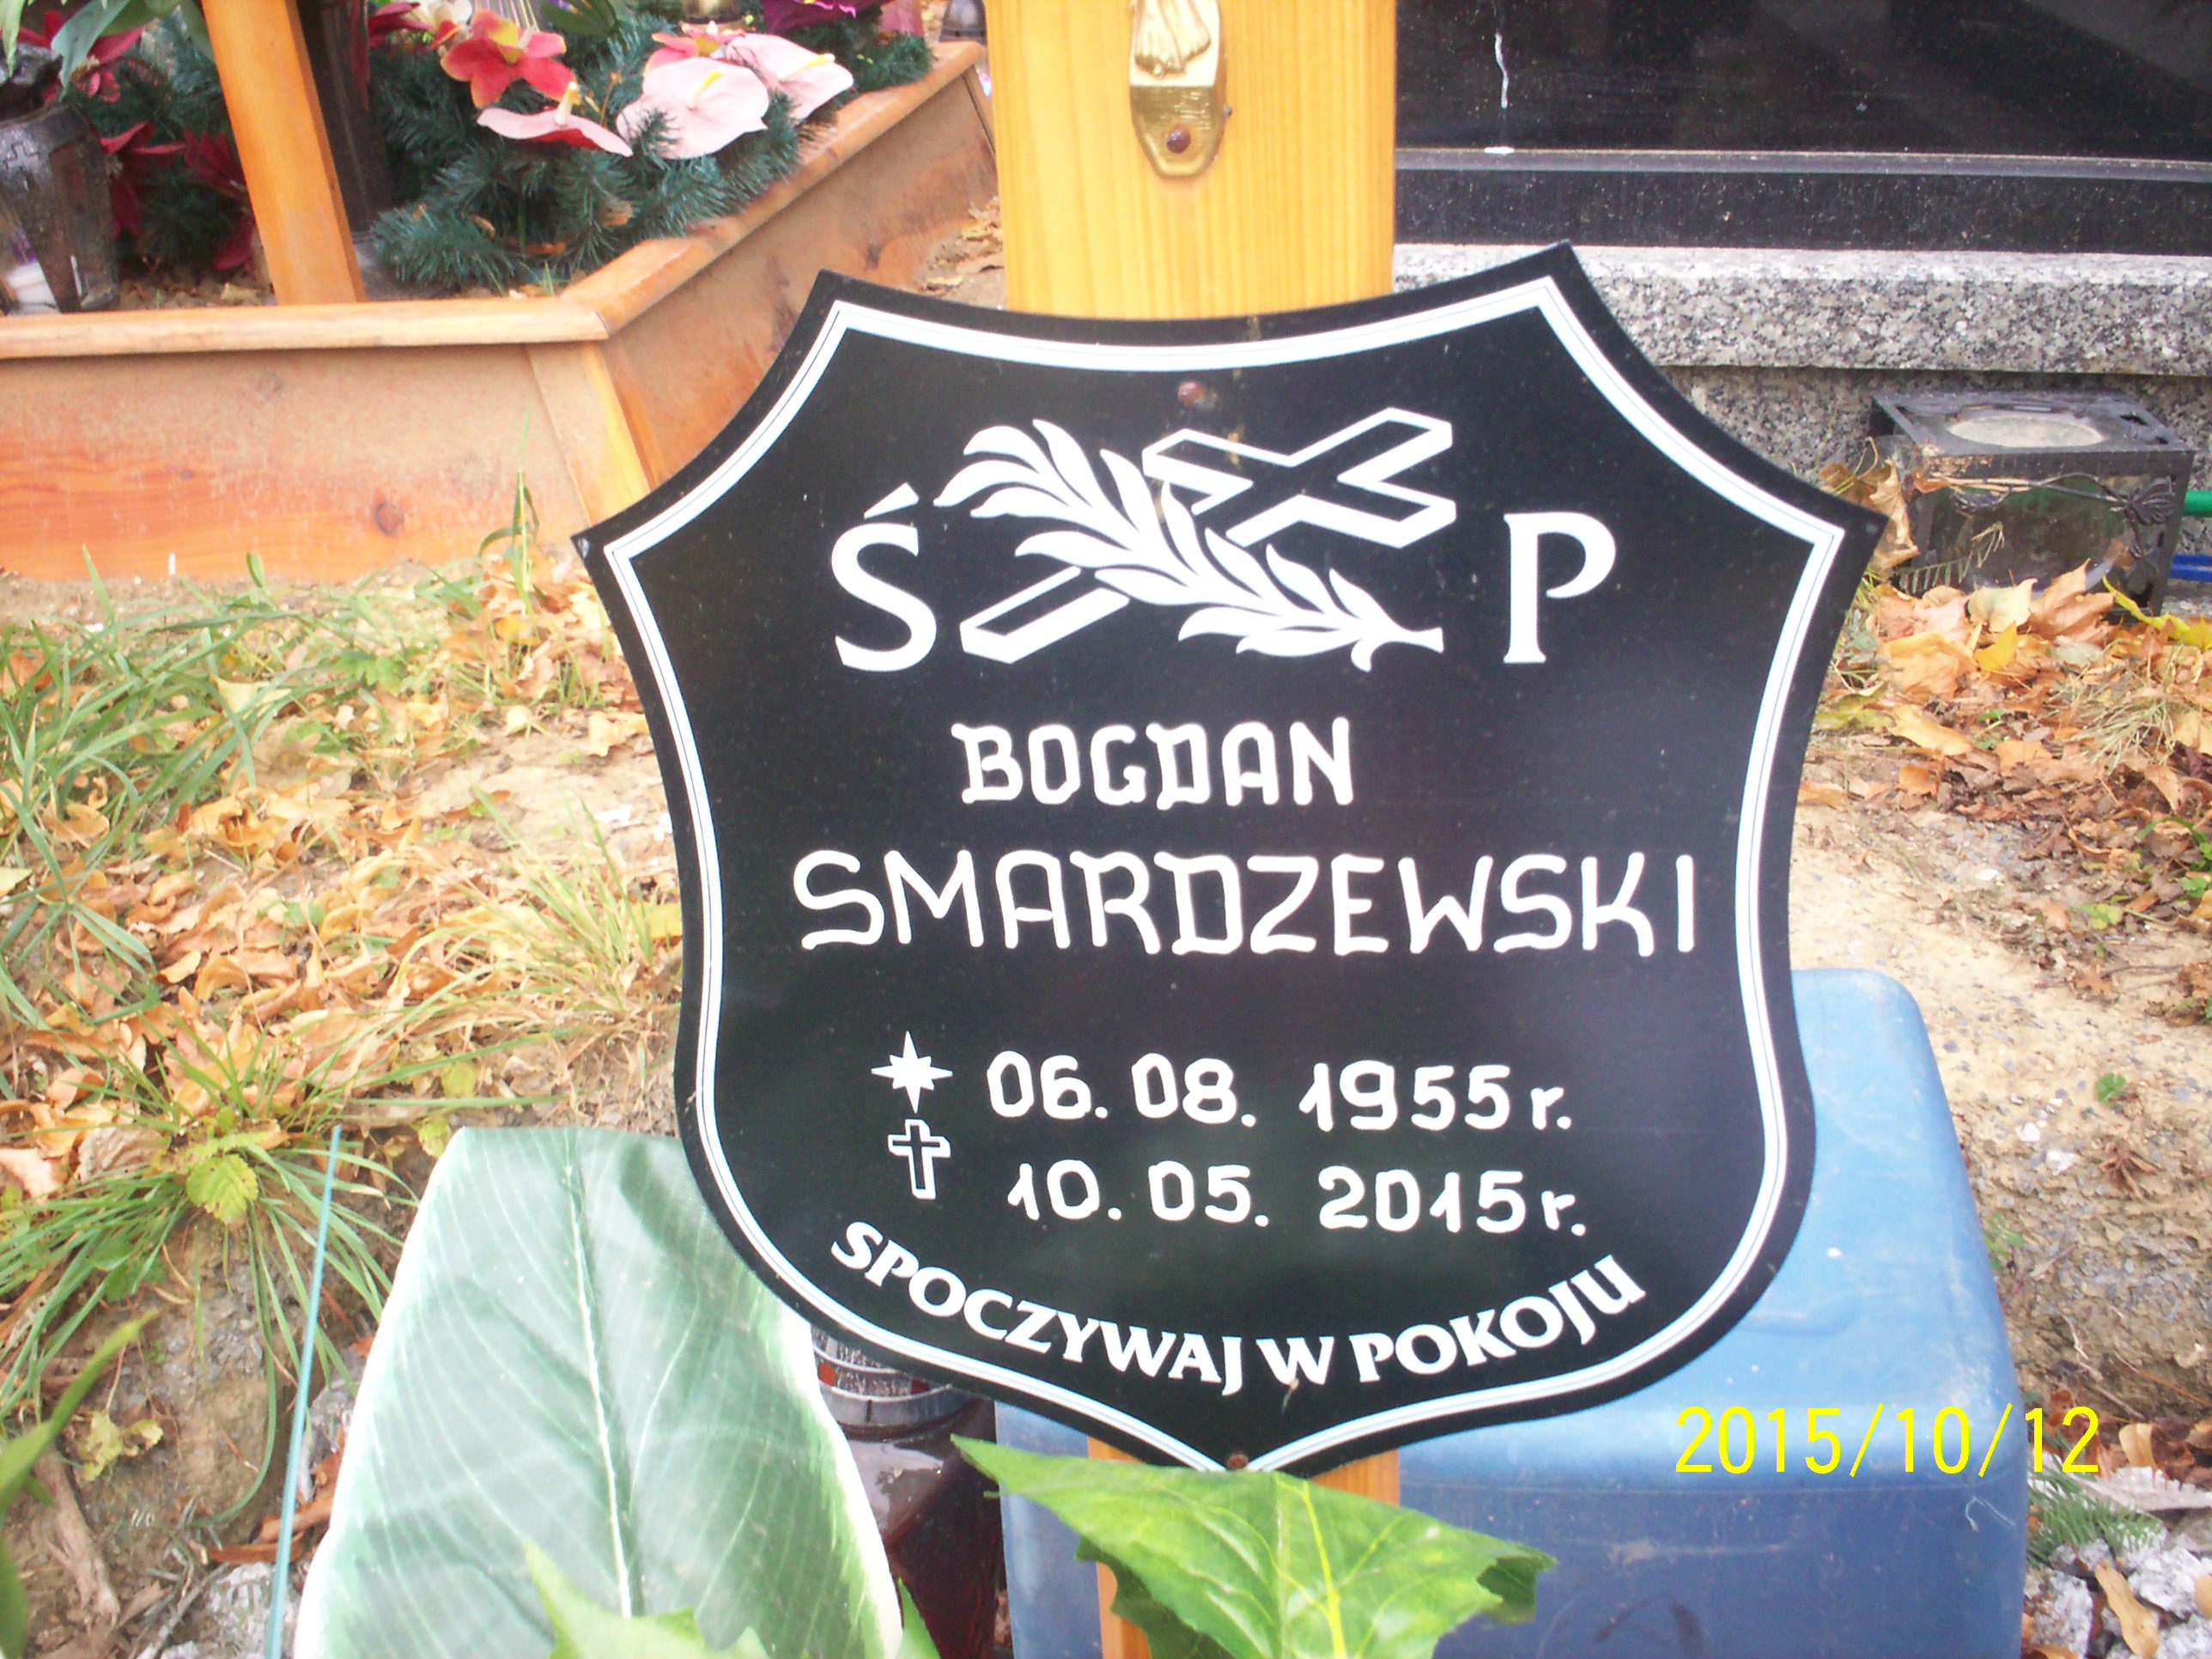 Ś P
BOGDAN
SMARDZEWSKI
06. 08. 1955 r.
10. 05. 2015 r.
SPOCZYWAJ W POKOJU
2015/10/12